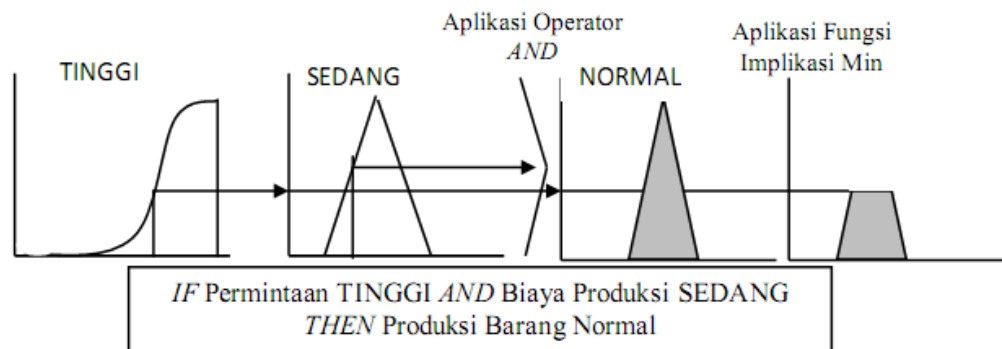 TINGGI
SEDANG
Aplikasi Operator
AND
NORMAL
Aplikasi Fungsi
Implikasi Min
IF Permintaan TINGGI AND Biaya Produksi SEDANG
THEN Produksi Barang Normal